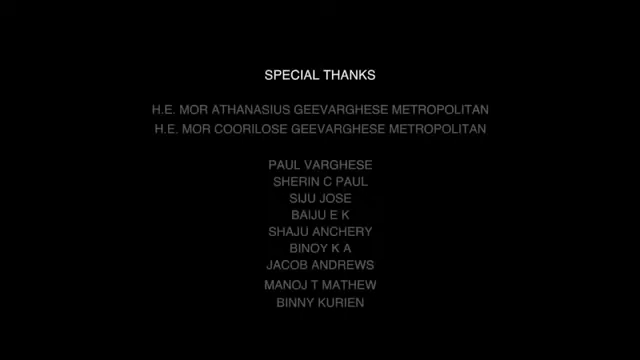 SPECIAL THANKS
H.E. MOR ATHANASIUS GEEVARGHESE METROPOLITAN
H.E. MOR COORILOSE GEEVARGHESE METROPOLITAN
PAUL VARGHESE
SHERIN C PAUL
SIJU JOSE
BAIJU E K
SHAJU ANCHERY
BINOY K A
JACOB ANDREWS
MANOJ T MATHEW
BINNY KURIEN